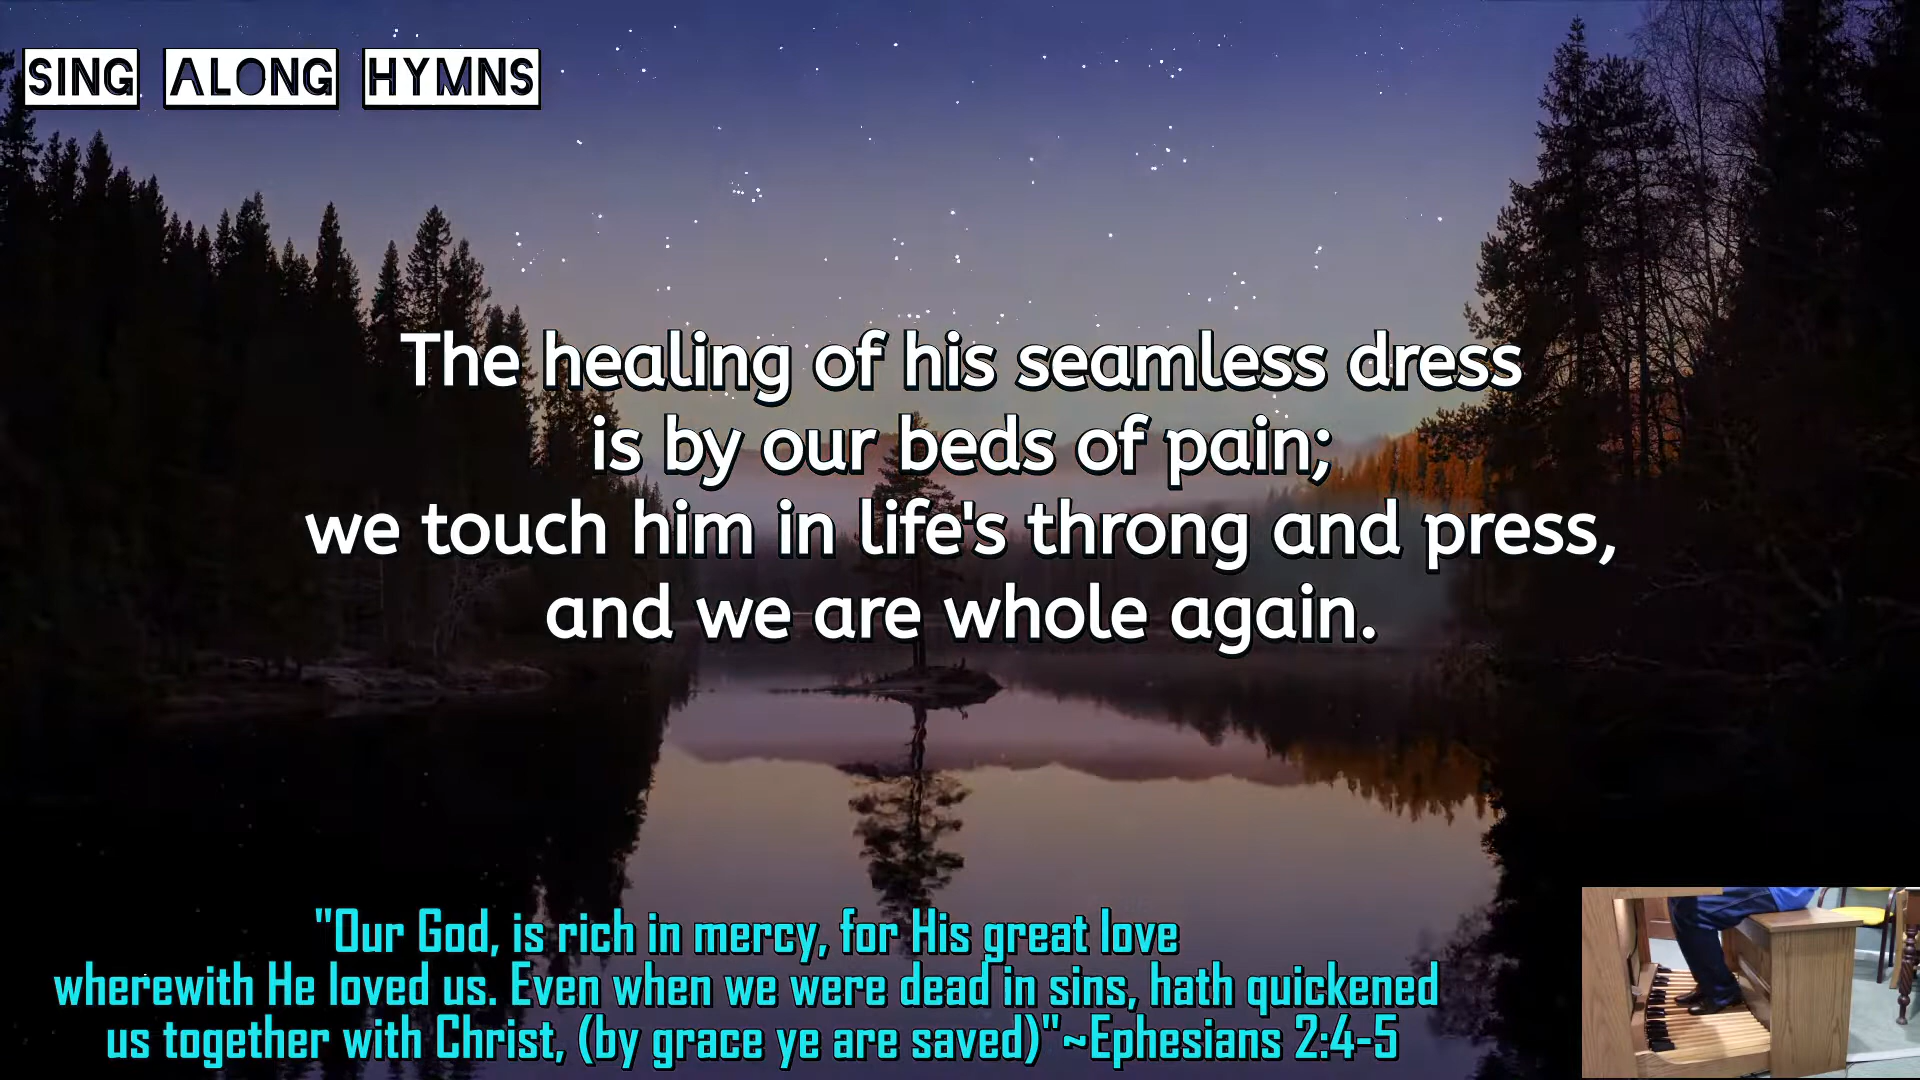 SING ALONG HYMNS
The healing of his seamless dress
is by our beds of pain;
we touch him in life's throng and press,
and we are whole again.
"Our God, is rich in mercy, for His great love
wherewith He loved us. Even when we were dead in sins, hath quickened
us together with Christ, (by grace ye are saved)"~Ephesians 2:4-5